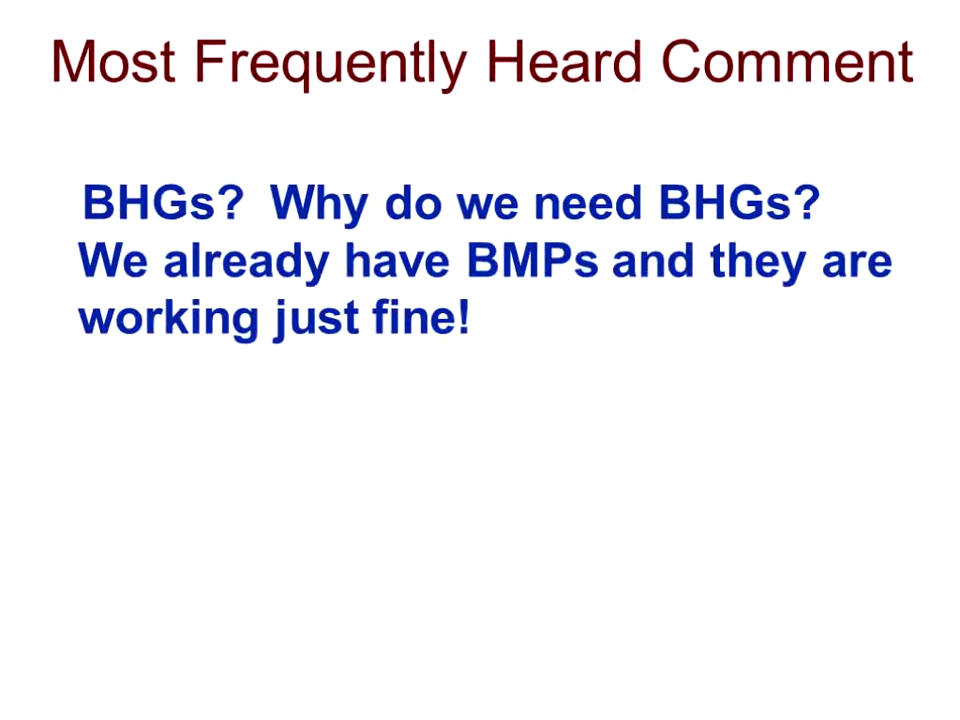 Most Frequently Heard Comment
BHGs?  Why do we need BHGs?
We already have BMPs and they are
working just fine!